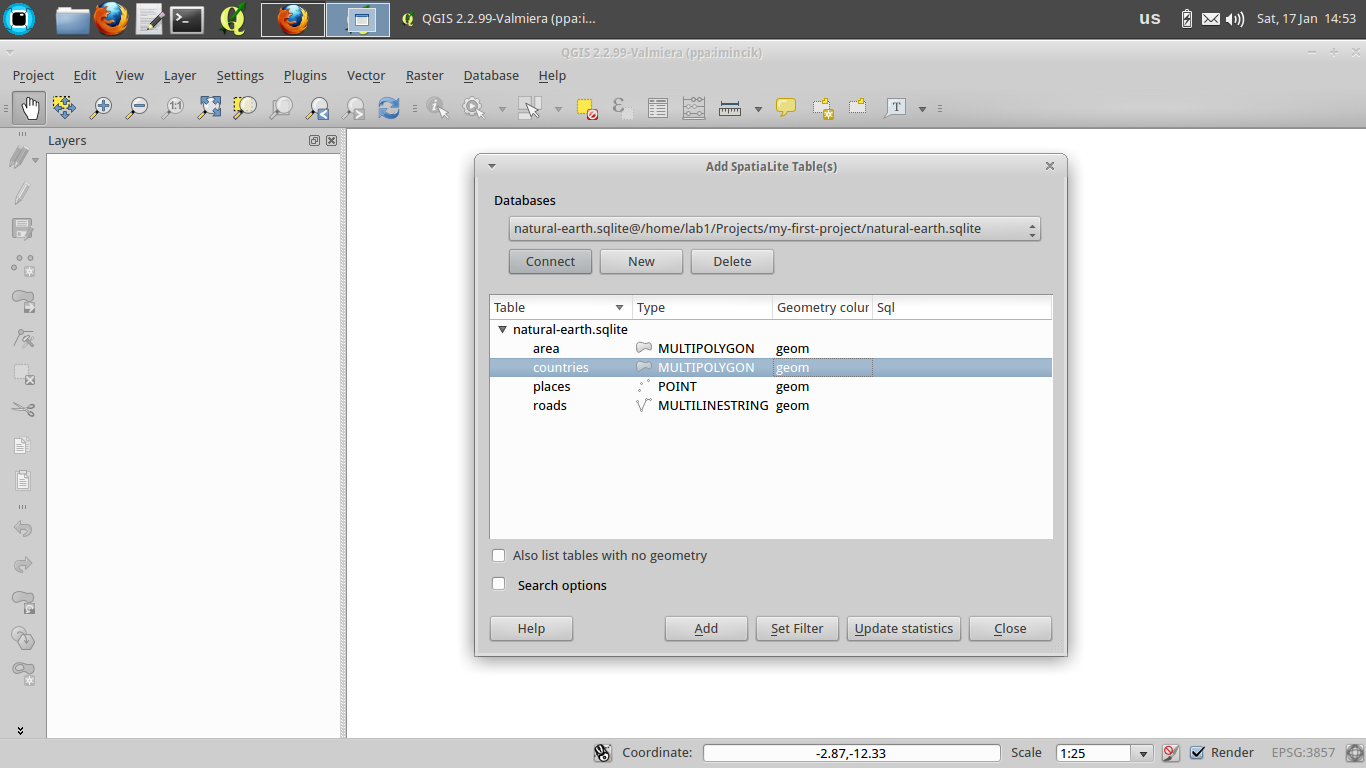 QGIS 2.2.99-Valmiera (ppa:i...
us
Sat, 17 Jan 14:53
QGIS 2.2.99-Valmiera (ppa:imincik)
Project Edit View Layer Settings Plugins Vector Raster Database Help
1:1
T
Layers
Add SpatiaLite Table(s)
Databases
natural-earth.sqlite@/home/lab1/Projects/my-first-project/natural-earth.sqlite
Connect New Delete
Table Type Geometry colur Sql
natural-earth.sqlite
area MULTIPOLYGON geom
countries MULTIPOLYGON geom
places POINT geom
roads MULTILINESTRING geom
Also list tables with no geometry
Search options
Help Add Set Filter Update statistics Close
Coordinate: -2.87,-12.33 Scale 1:25 Render EPSG:3857